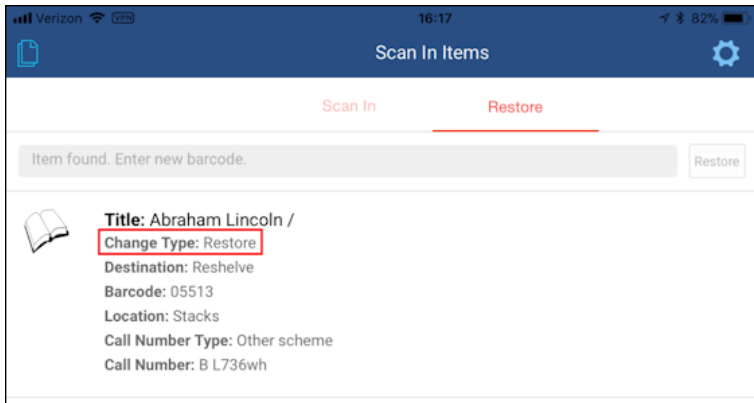 Verizon VPN 16:17 82%
Scan In Items
Scan In Restore
Item found. Enter new barcode. Restore
Title: Abraham Lincoln /
Change Type: Restore
Destination: Reshelve
Barcode: 05513
Location: Stacks
Call Number Type: Other scheme
Call Number: B L736wh